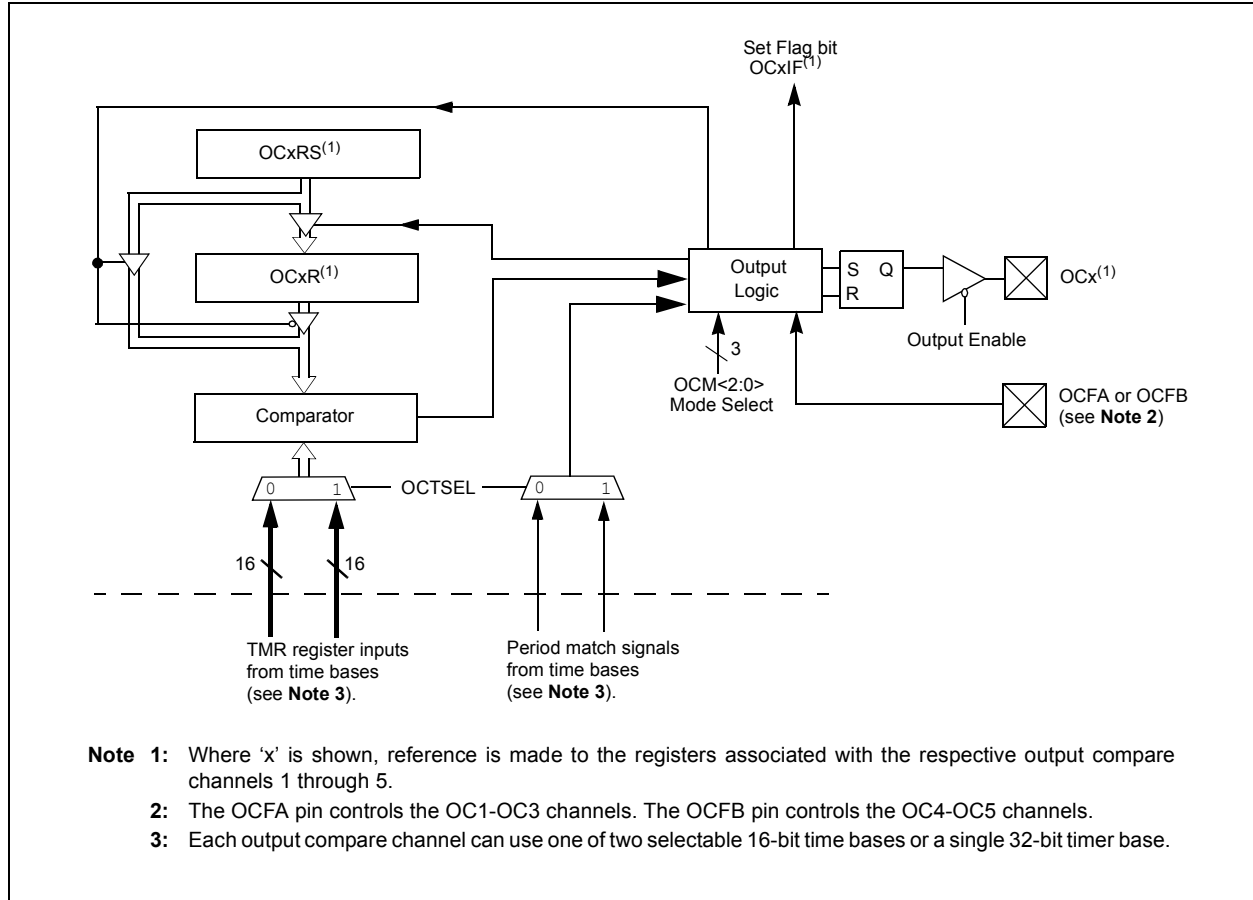 Set Flag bit
OCxIF(1)
OCxRS(1)
OCxR(1)
Output
Logic
S Q
R
OCx(1)
Output Enable
3
OCM<2:0>
Mode Select
OCFA or OCFB
(see Note 2)
Comparator
0 1
OCTSEL
0 1
16
16
TMR register inputs
from time bases
(see Note 3).
Period match signals
from time bases
(see Note 3).
Note 1: Where ‘x’ is shown, reference is made to the registers associated with the respective output compare
channels 1 through 5.
2: The OCFA pin controls the OC1-OC3 channels. The OCFB pin controls the OC4-OC5 channels.
3: Each output compare channel can use one of two selectable 16-bit time bases or a single 32-bit timer base.